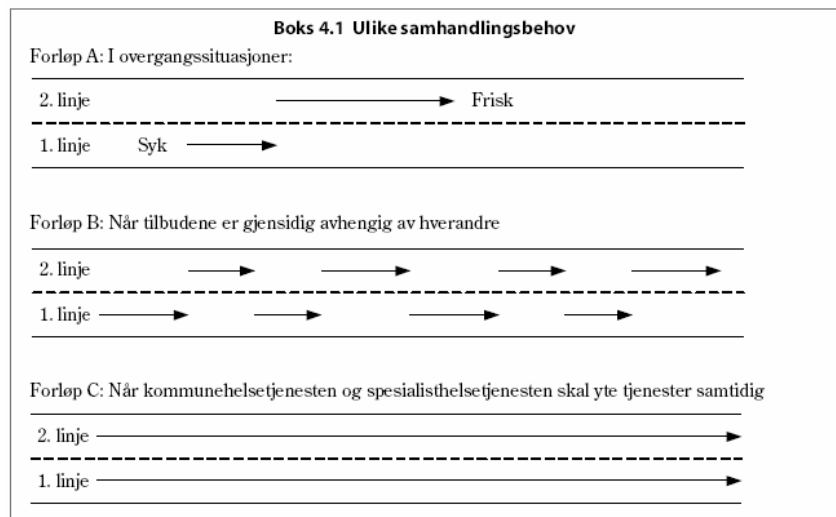 Boks 4.1 Ulike samhandlingsbehov
Forløp A: I overgangssituasjoner:
2. linje Frisk
1. linje Syk
Forløp B: Når tilbudene er gjensidig avhengig av hverandre
2. linje
1. linje
Forløp C: Når kommunehelsetjenesten og spesialisthelsetjenesten skal yte tjenester samtidig
2. linje
1. linje